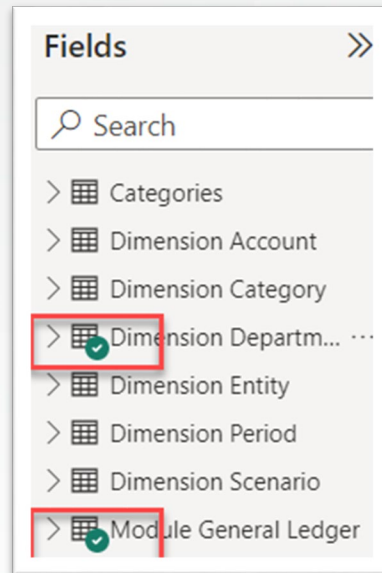 Fields
Search
Categories
Dimension Account
Dimension Category
Dimension Departm...
Dimension Entity
Dimension Period
Dimension Scenario
Module General Ledger